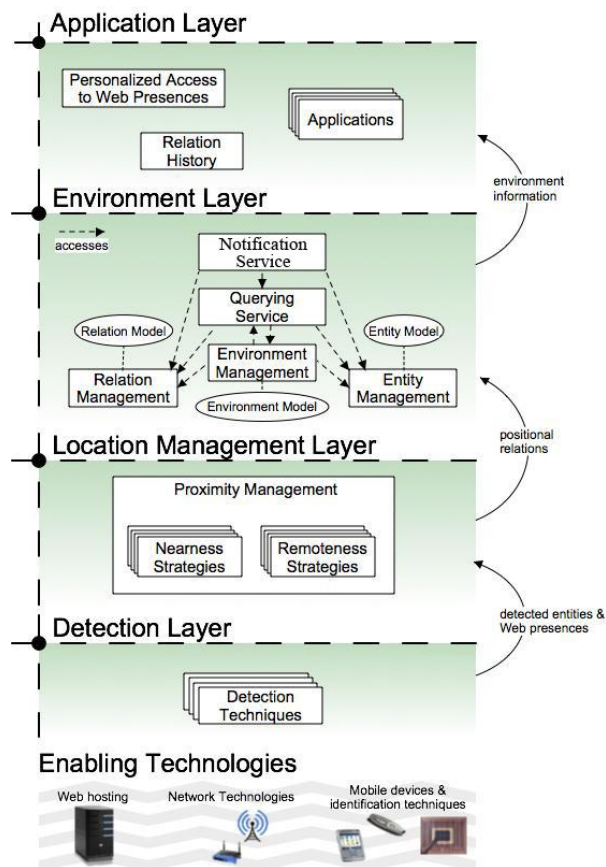 Application Layer
Personalized Access
to Web Presences
Applications
Relation
History
environment
information
Environment Layer
accesses
Notification
Service
Querying
Service
Relation Model
Entity Model
Environment
Management
Relation
Management
Entity
Management
Environment Model
positional
relations
Location Management Layer
Proximity Management
Nearness
Strategies
Remoteness
Strategies
detected entities &
Web presences
Detection Layer
Detection
Techniques
Enabling Technologies
Web hosting
Network Technologies
Mobile devices &
identification techniques